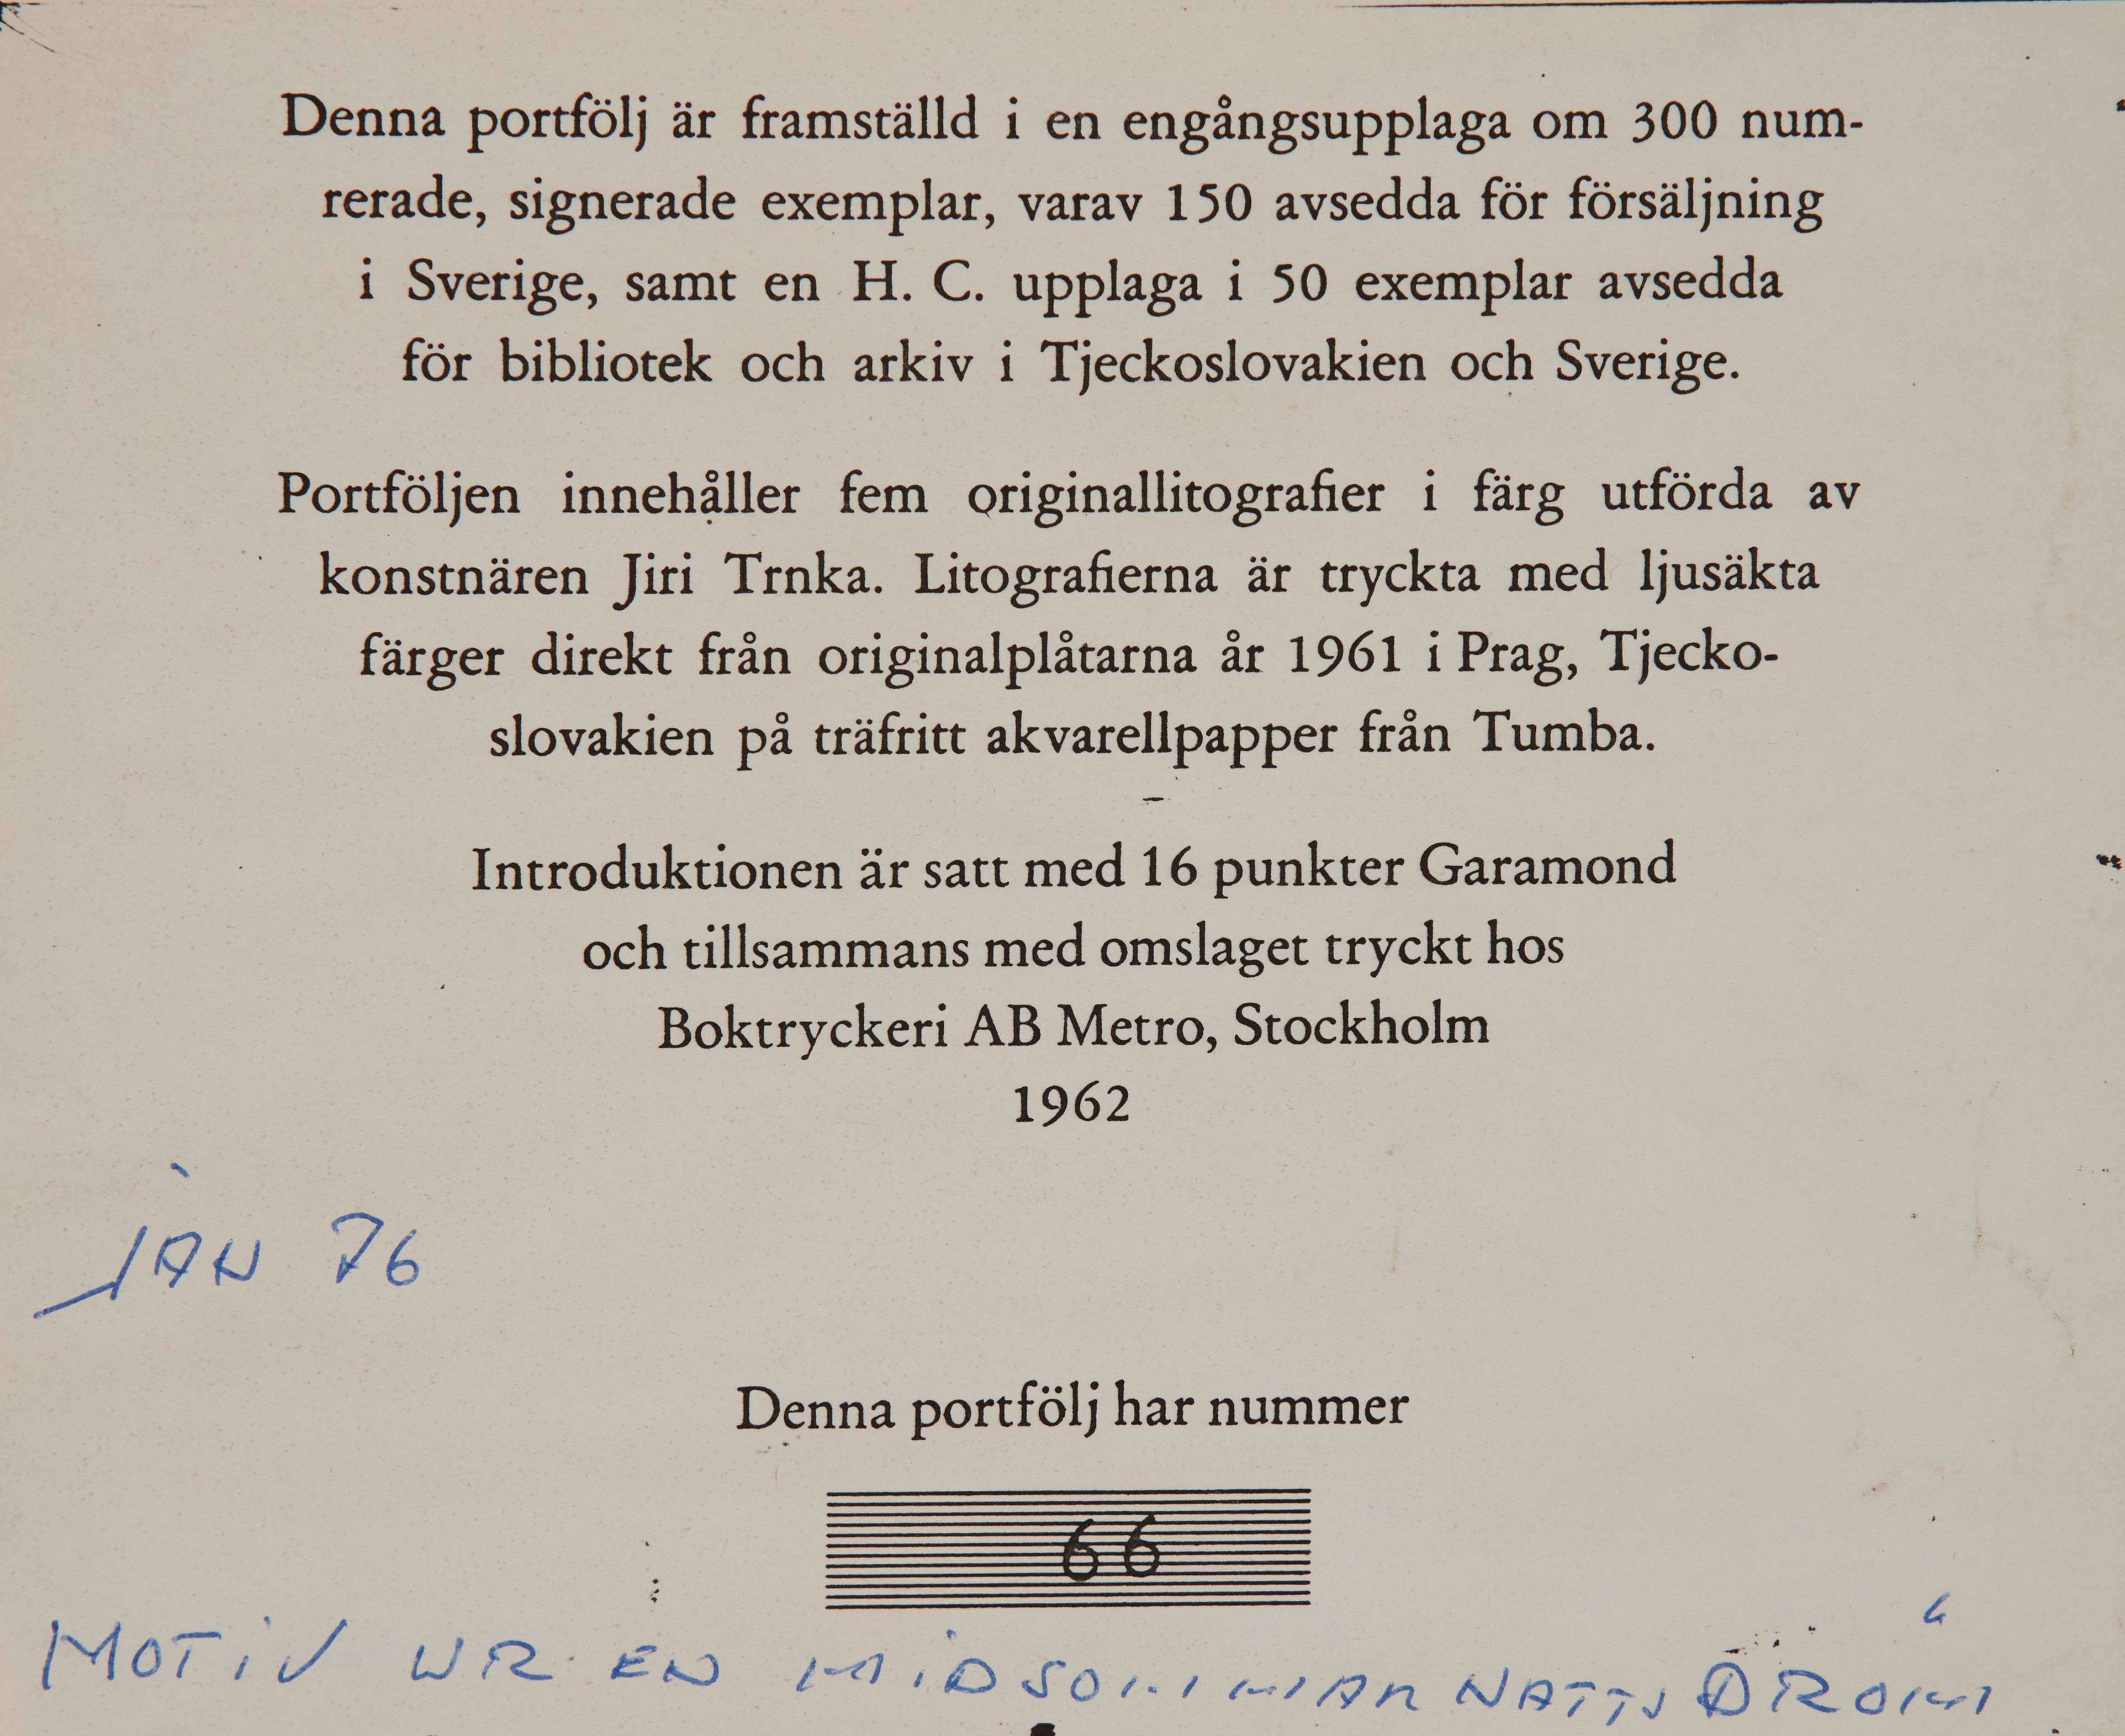 Denna portfölj är framställd i en engångsupplaga om 300 num-
rerade, signerade exemplar, varav 150 avsedda för försäljning
i Sverige, samt en H. C. upplaga i 50 exemplar avsedda
för bibliotek och arkiv i Tjeckoslovakien och Sverige.
Portföljen innehåller fem originallitografier i färg utförda av
konstnären Jiri Trnka. Litografierna är tryckta med ljusäkta
färger direkt från originalplåtarna år 1961 i Prag, Tjecko-
slovakien på träfritt akvarellpapper från Tumba.
Introduktionen är satt med 16 punkter Garamond
och tillsammans med omslaget tryckt hos
Boktryckeri AB Metro, Stockholm
1962
JAN 76
Denna portfölj har nummer
66
MOTIV UR EN MIDSOMMARNATTSDRÖM